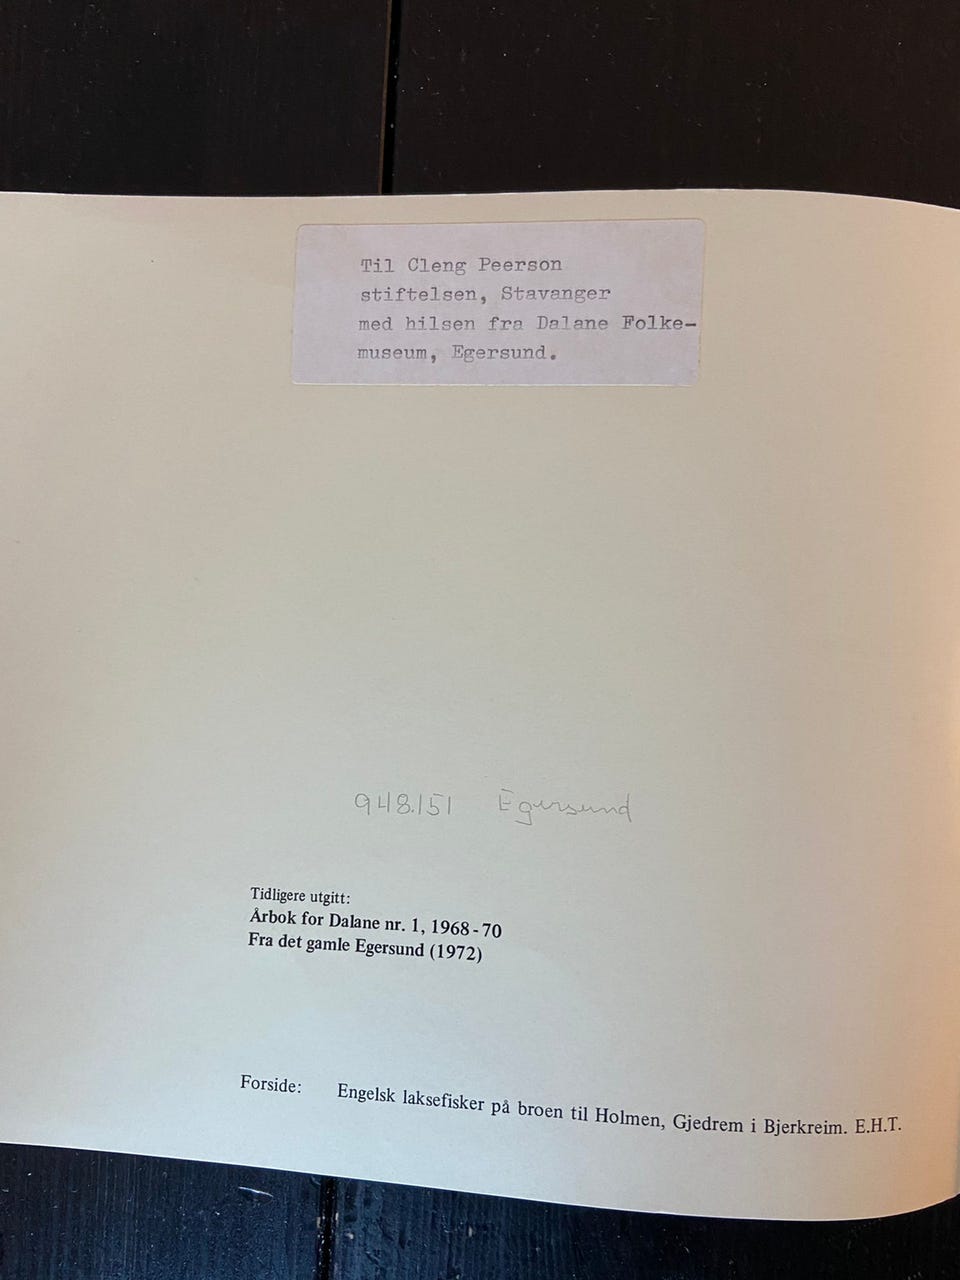 Til Cleng Peerson
stiftelsen, Stavanger
med hilsen fra Dalane Folke-
museum, Egersund.
948.151 Egersund
Tidligere utgitt:
Årbok for Dalane nr. 1, 1968-70
Fra det gamle Egersund (1972)
Forside: Engelsk laksefisker på broen til Holmen, Gjedrem i Bjerkreim. E.H.T.